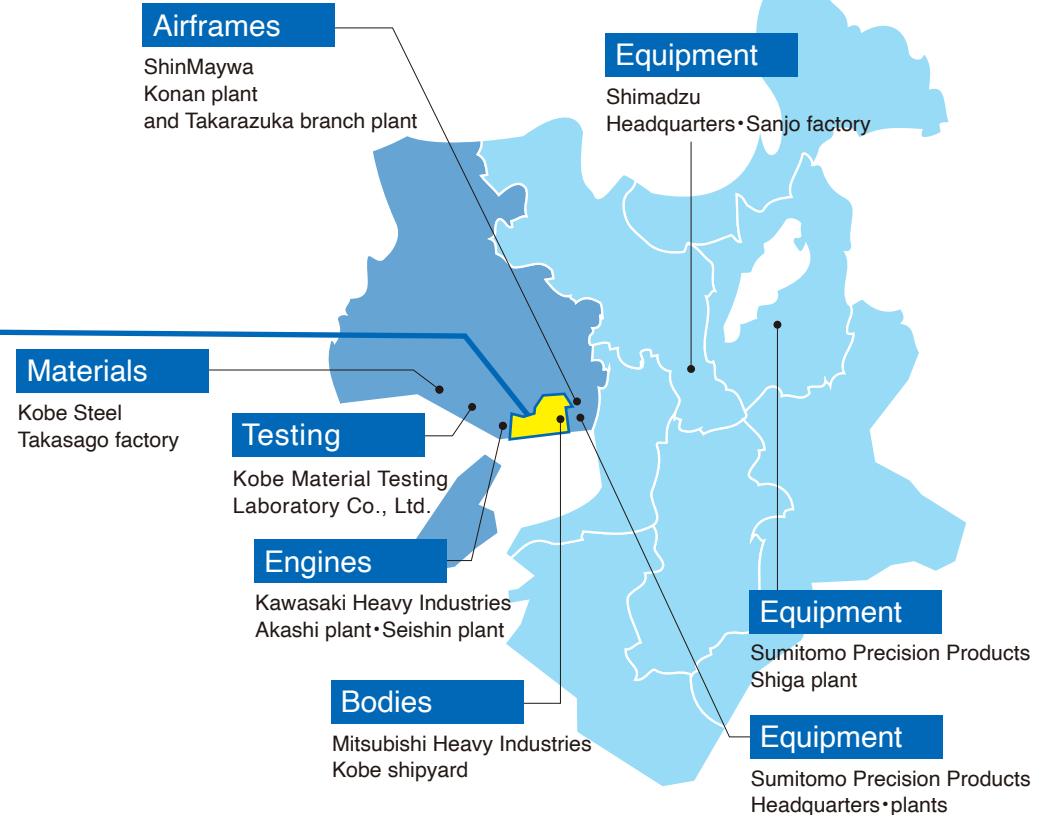 Airframes
ShinMaywa
Konan plant
and Takarazuka branch plant
Equipment
Shimadzu
Headquarters・Sanjo factory
Materials
Kobe Steel
Takasago factory
Testing
Kobe Material Testing
Laboratory Co., Ltd.
Engines
Kawasaki Heavy Industries
Akashi plant・Seishin plant
Bodies
Mitsubishi Heavy Industries
Kobe shipyard
Equipment
Sumitomo Precision Products
Shiga plant
Equipment
Sumitomo Precision Products
Headquarters・plants